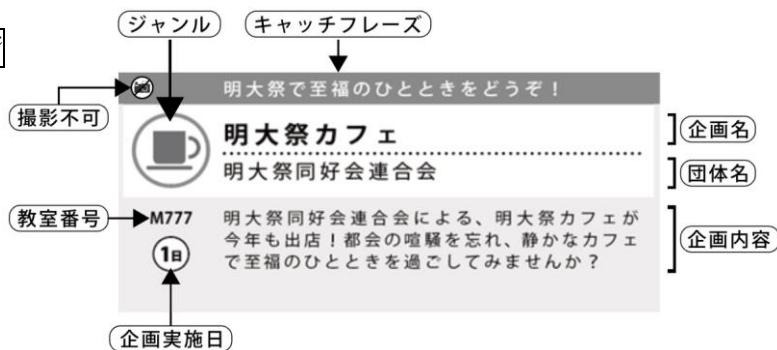 ジャンル
キャッチフレーズ
撮影不可
明大祭で至福のひとときをどうぞ！
明大祭カフェ
企画名
明大祭同好会連合会
団体名
教室番号
M777
明大祭同好会連合会による、明大祭カフェが
今年も出店！都会の喧騒を忘れ、静かなカフェ
で至福のひとときを過ごしてみませんか？
企画内容
1日
企画実施日